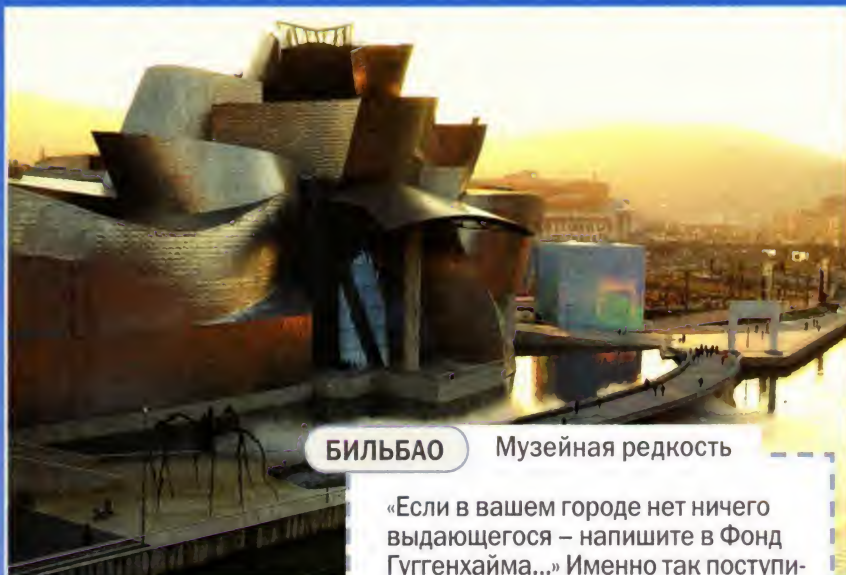 БИЛЬБАО
Музейная редкость
«Если в вашем городе нет ничего
выдающегося – напишите в Фонд
Гуггенхайма...» Именно так поступи-